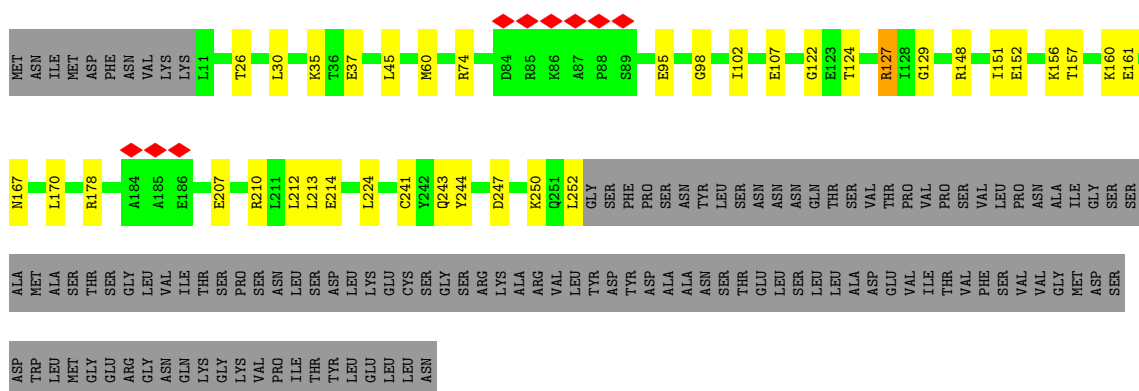 MET ASN ILE MET ASP PHE ASN VAL LYS LYS L11 T26 L30 K35 T36 E37 L45 M60 R74 D84 R85 K86 A87 P88 S89 E95 G98 I102 E107 G122 E123 T124 R127 I128 G129 R148 I151 E152 K156 T157 K160 E161
N167 L170 R178 A184 A185 E186 E207 R210 L211 L212 L213 E214 L224 C241 Y242 Q243 Y244 D247 K250 Q251 L252 GLY SER PHE PRO SER ASN TYR LEU SER ASN ASN ASN GLN THR SER VAL THR PRO VAL PRO SER VAL LEU PRO ASN ALA ILE GLY SER SER
ALA MET ALA SER THR SER GLY LEU VAL ILE THR SER PRO SER ASN LEU SER ASP LEU LYS GLU CYS SER GLY SER ARG LYS ALA ARG VAL LEU TYR ASP TYR ASP ALA ALA ASN SER THR GLU LEU SER LEU LEU ALA ASP GLU VAL ILE THR VAL PHE SER VAL VAL GLY MET ASP SER
ASP TRP LEU MET GLY GLU ARG GLY ASN GLN LYS GLY LYS VAL PRO ILE THR TYR LEU GLU LEU LEU ASN